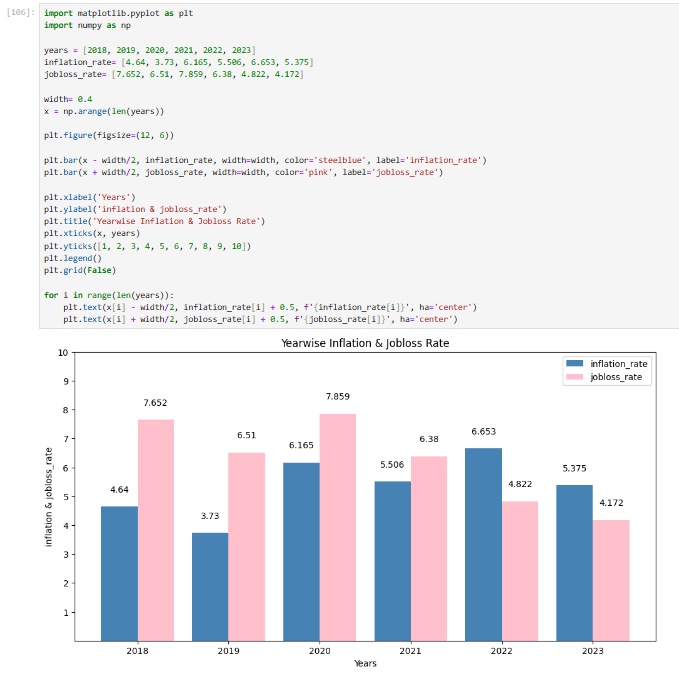 [106]:
import matplotlib.pyplot as plt
import numpy as np
years = [2018, 2019, 2020, 2021, 2022, 2023]
inflation_rate= [4.64, 3.73, 6.165, 5.506, 6.653, 5.375]
jobloss_rate= [7.652, 6.51, 7.859, 6.38, 4.822, 4.172]
width= 0.4
x = np.arange(len(years))
plt.figure(figsize=(12, 6))
plt.bar(x - width/2, inflation_rate, width=width, color='steelblue', label='inflation_rate')
plt.bar(x + width/2, jobloss_rate, width=width, color='pink', label='jobloss_rate')
plt.xlabel('Years')
plt.ylabel('inflation & jobloss_rate')
plt.title('Yearwise Inflation & Jobloss Rate')
plt.xticks(x, years)
plt.yticks([1, 2, 3, 4, 5, 6, 7, 8, 9, 10])
plt.legend()
plt.grid(False)
for i in range(len(years)):
    plt.text(x[i] - width/2, inflation_rate[i] + 0.5, f'{inflation_rate[i]}', ha='center')
    plt.text(x[i] + width/2, jobloss_rate[i] + 0.5, f'{jobloss_rate[i]}', ha='center')
Yearwise Inflation & Jobloss Rate
inflation_rate
jobloss_rate
inflation & jobloss_rate
10
9
8
7
6
5
4
3
2
1
4.64
7.652
3.73
6.51
6.165
7.859
5.506
6.38
6.653
4.822
5.375
4.172
2018 2019 2020 2021 2022 2023
Years